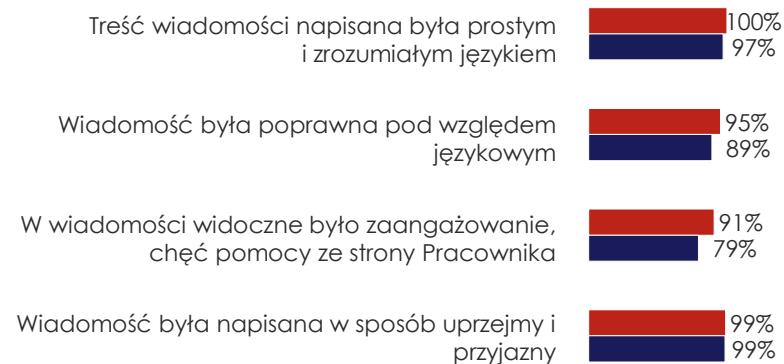 Treść wiadomości napisana była prostym
i zrozumiałym językiem
100%
97%
Wiadomość była poprawna pod względem
językowym
95%
89%
W wiadomości widoczne było zaangażowanie,
chęć pomocy ze strony Pracownika
91%
79%
Wiadomość była napisana w sposób uprzejmy i
przyjazny
99%
99%